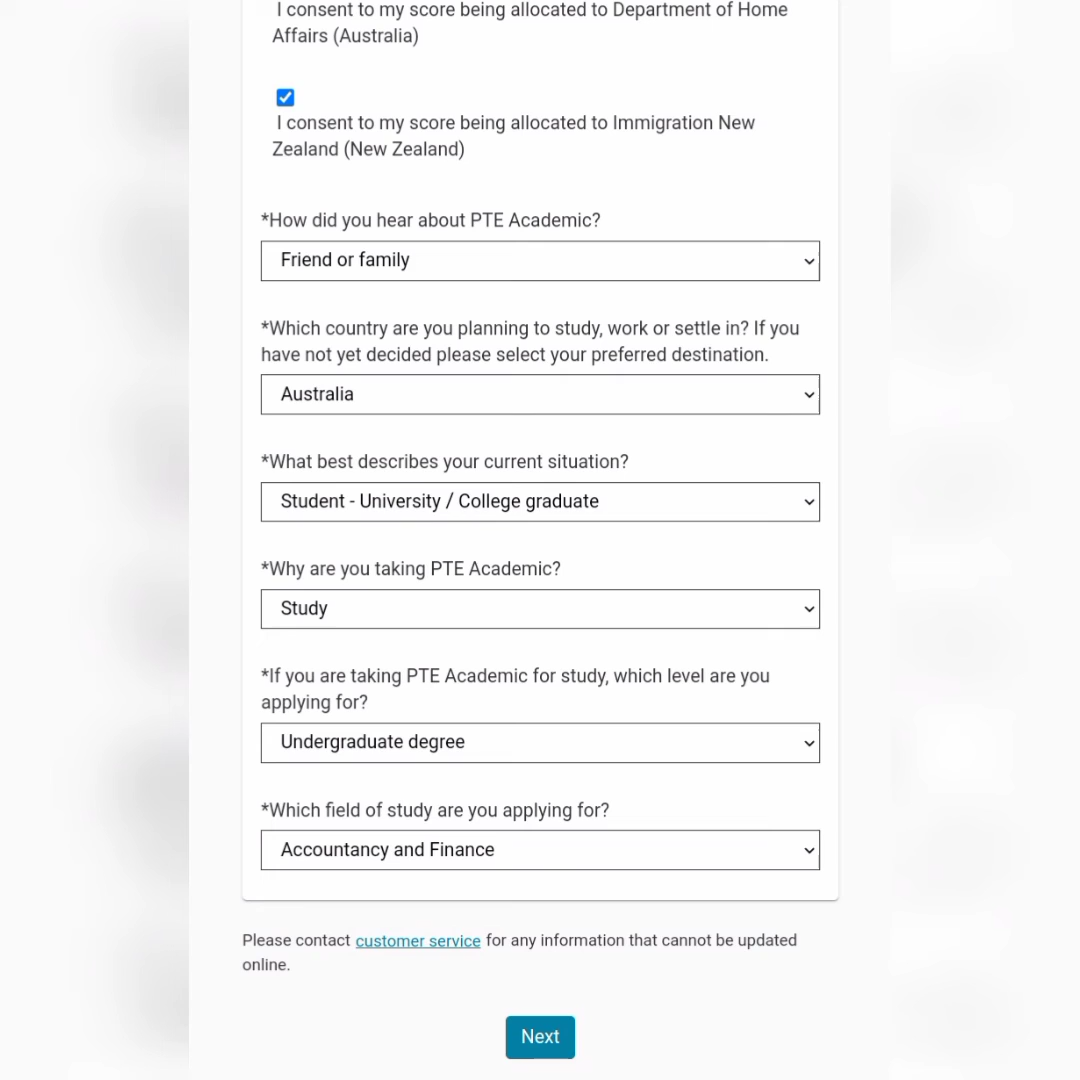 I consent to my score being allocated to Department of Home
Affairs (Australia)
I consent to my score being allocated to Immigration New
Zealand (New Zealand)
*How did you hear about PTE Academic?
Friend or family
*Which country are you planning to study, work or settle in? If you
have not yet decided please select your preferred destination.
Australia
*What best describes your current situation?
Student - University / College graduate
*Why are you taking PTE Academic?
Study
*If you are taking PTE Academic for study, which level are you
applying for?
Undergraduate degree
*Which field of study are you applying for?
Accountancy and Finance
Please contact customer service for any information that cannot be updated
online.
Next